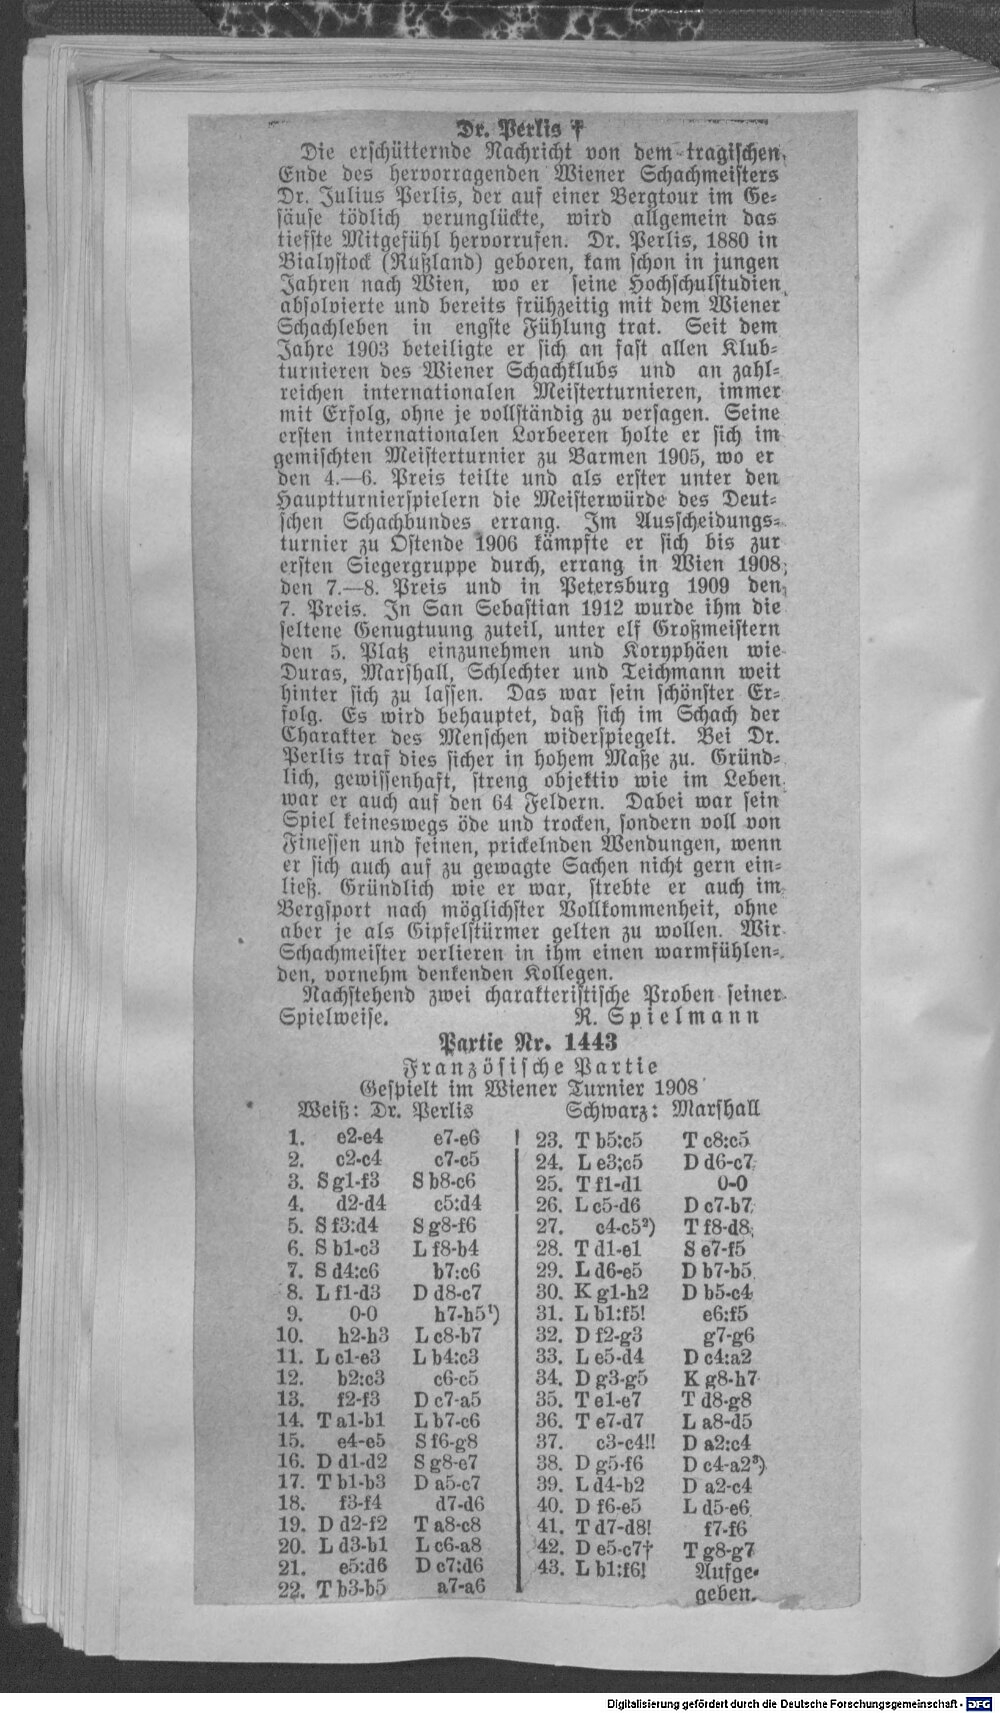 Dr. Perlis †
Die erschütternde Nachricht von dem tragischen
Ende des hervorragenden Wiener Schachmeisters
Dr. Julius Perlis, der auf einer Bergtour im Ge-
säuse tödlich verunglückte, wird allgemein das
tiefste Mitgefühl hervorrufen. Dr. Perlis, 1880 in
Bialystock (Rußland) geboren, kam schon in jungen
Jahren nach Wien, wo er seine Hochschulstudien
absolvierte und bereits frühzeitig mit dem Wiener
Schachleben in engste Fühlung trat. Seit dem
Jahre 1903 beteiligte er sich an fast allen Klub-
turnieren des Wiener Schachklubs und an zahl-
reichen internationalen Meisterturnieren, immer
mit Erfolg, ohne je vollständig zu versagen. Seine
ersten internationalen Lorbeeren holte er sich im
gemischten Meisterturnier zu Barmen 1905, wo er
den 4.—6. Preis teilte und als erster unter den
Hauptturnierspielern die Meisterwürde des Deut-
schen Schachbundes errang. Im Ausscheidungs-
turnier zu Ostende 1906 kämpfte er sich bis zur
ersten Siegergruppe durch, errang in Wien 1908
den 7.—8. Preis und in Petersburg 1909 den
7. Preis. In San Sebastian 1912 wurde ihm die
seltene Genugtuung zuteil, unter elf Großmeistern
den 5. Platz einzunehmen und Koryphäen wie
Duras, Marshall, Schlechter und Teichmann weit
hinter sich zu lassen. Das war sein schönster Er-
folg. Es wird behauptet, daß sich im Schach der
Charakter des Menschen widerspiegelt. Bei Dr.
Perlis traf dies sicher in hohem Maße zu. Gründ-
lich, gewissenhaft, streng objektiv wie im Leben
war er auch auf den 64 Feldern. Dabei war sein
Spiel keineswegs öde und trocken, sondern voll von
Finessen und feinen, prickelnden Wendungen, wenn
er sich auch auf zu gewagte Sachen nicht gern ein-
ließ. Gründlich wie er war, strebte er auch im
Bergsport nach möglichster Vollkommenheit, ohne
aber je als Gipfelstürmer gelten zu wollen. Wir
Schachmeister verlieren in ihm einen warmfühlen-
den, vornehm denkenden Kollegen.
Nachstehend zwei charakteristische Proben seiner
Spielweise. R. Spielmann
Partie Nr. 1443
Französische Partie
Gespielt im Wiener Turnier 1908
Weiß: Dr. Perlis Schwarz: Marshall
1. e2-e4 e7-e6
2. c2-c4 c7-c5
3. S g1-f3 S b8-c6
4. d2-d4 c5:d4
5. S f3:d4 S g8-f6
6. S b1-c3 L f8-b4
7. S d4:c6 b7:c6
8. L f1-d3 D d8-c7
9. 0-0 h7-h5¹)
10. h2-h3 L c8-b7
11. L c1-e3 L b4:c3
12. b2:c3 c6-c5
13. f2-f3 D c7-a5
14. T a1-b1 L b7-c6
15. e4-e5 S f6-g8
16. D d1-d2 S g8-e7
17. T b1-b3 D a5-c7
18. f3-f4 d7-d6
19. D d2-f2 T a8-c8
20. L d3-b1 L c6-a8
21. e5:d6 D c7:d6
22. T b3-b5 a7-a6
23. T b5:c5 T c8:c5
24. L e3:c5 D d6-c7
25. T f1-d1 0-0
26. L c5-d6 D c7-b7
27. c4-c5²) T f8-d8
28. T d1-e1 S e7-f5
29. L d6-e5 D b7-b5
30. K g1-h2 D b5-c4
31. L b1:f5! e6:f5
32. D f2-g3 g7-g6
33. L e5-d4 D c4:a2
34. D g3-g5 K g8-h7
35. T e1-e7 T d8-g8
36. T e7-d7 L a8-d5
37. c3-c4!! D a2:c4
38. D g5-f6 D c4-a2³)
39. L d4-b2 D a2-c4
40. D f6-e5 L d5-e6
41. T d7-d8! f7-f6
42. D e5-c7† T g8-g7
43. L b1:f6! Aufge-
geben.
Digitalisierung gefördert durch die Deutsche Forschungsgemeinschaft - DFG